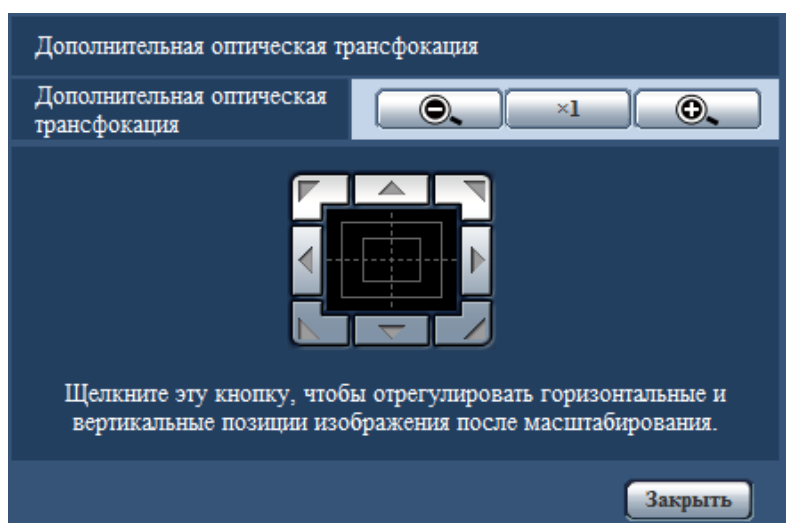 Дополнительная оптическая трансфокация
Дополнительная оптическая
трансфокация
×1
Щелкните эту кнопку, чтобы отрегулировать горизонтальные и
вертикальные позиции изображения после масштабирования.
Закрыть